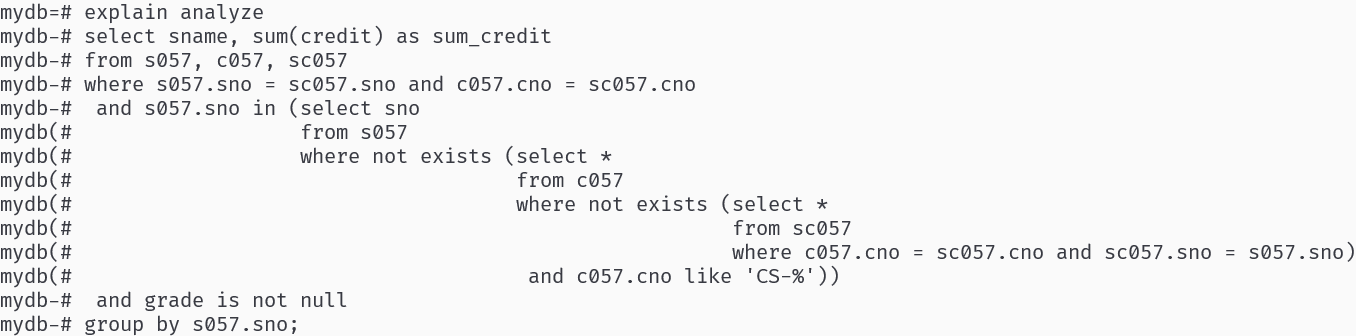 mydb=# explain analyze
mydb-# select sname, sum(credit) as sum_credit
mydb-# from s057, c057, sc057
mydb-# where s057.sno = sc057.sno and c057.cno = sc057.cno
mydb-#  and s057.sno in (select sno
mydb(#                   from s057
mydb(#                   where not exists (select *
mydb(#                                     from c057
mydb(#                                     where not exists (select *
mydb(#                                                       from sc057
mydb(#                                                       where c057.cno = sc057.cno and sc057.sno = s057.sno)
mydb(#                                      and c057.cno like 'CS-%'))
mydb-#  and grade is not null
mydb-# group by s057.sno;